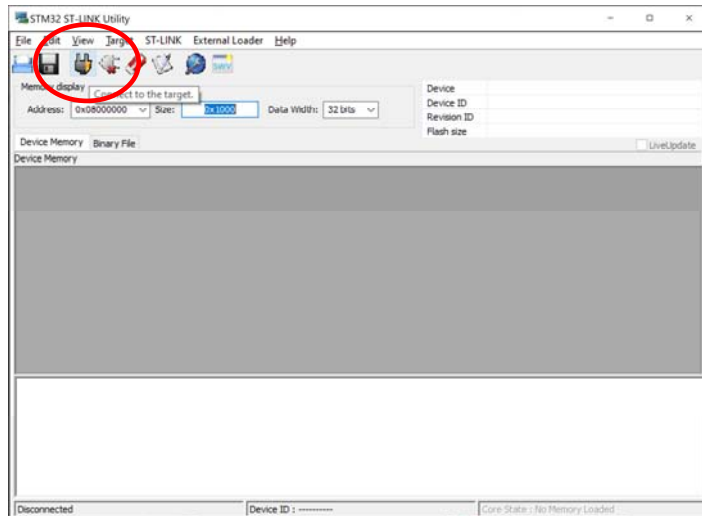 STM32 ST-LINK Utility
File Edit View Target ST-LINK External Loader Help
Connect to the target.
Memory display
Address: 0x08000000 Size: 0x1000 Data Width: 32 bits
Device
Device ID
Revision ID
Flash size
LiveUpdate
Device Memory Binary File
Device Memory
Disconnected Device ID : ---------- Core State : No Memory Loaded